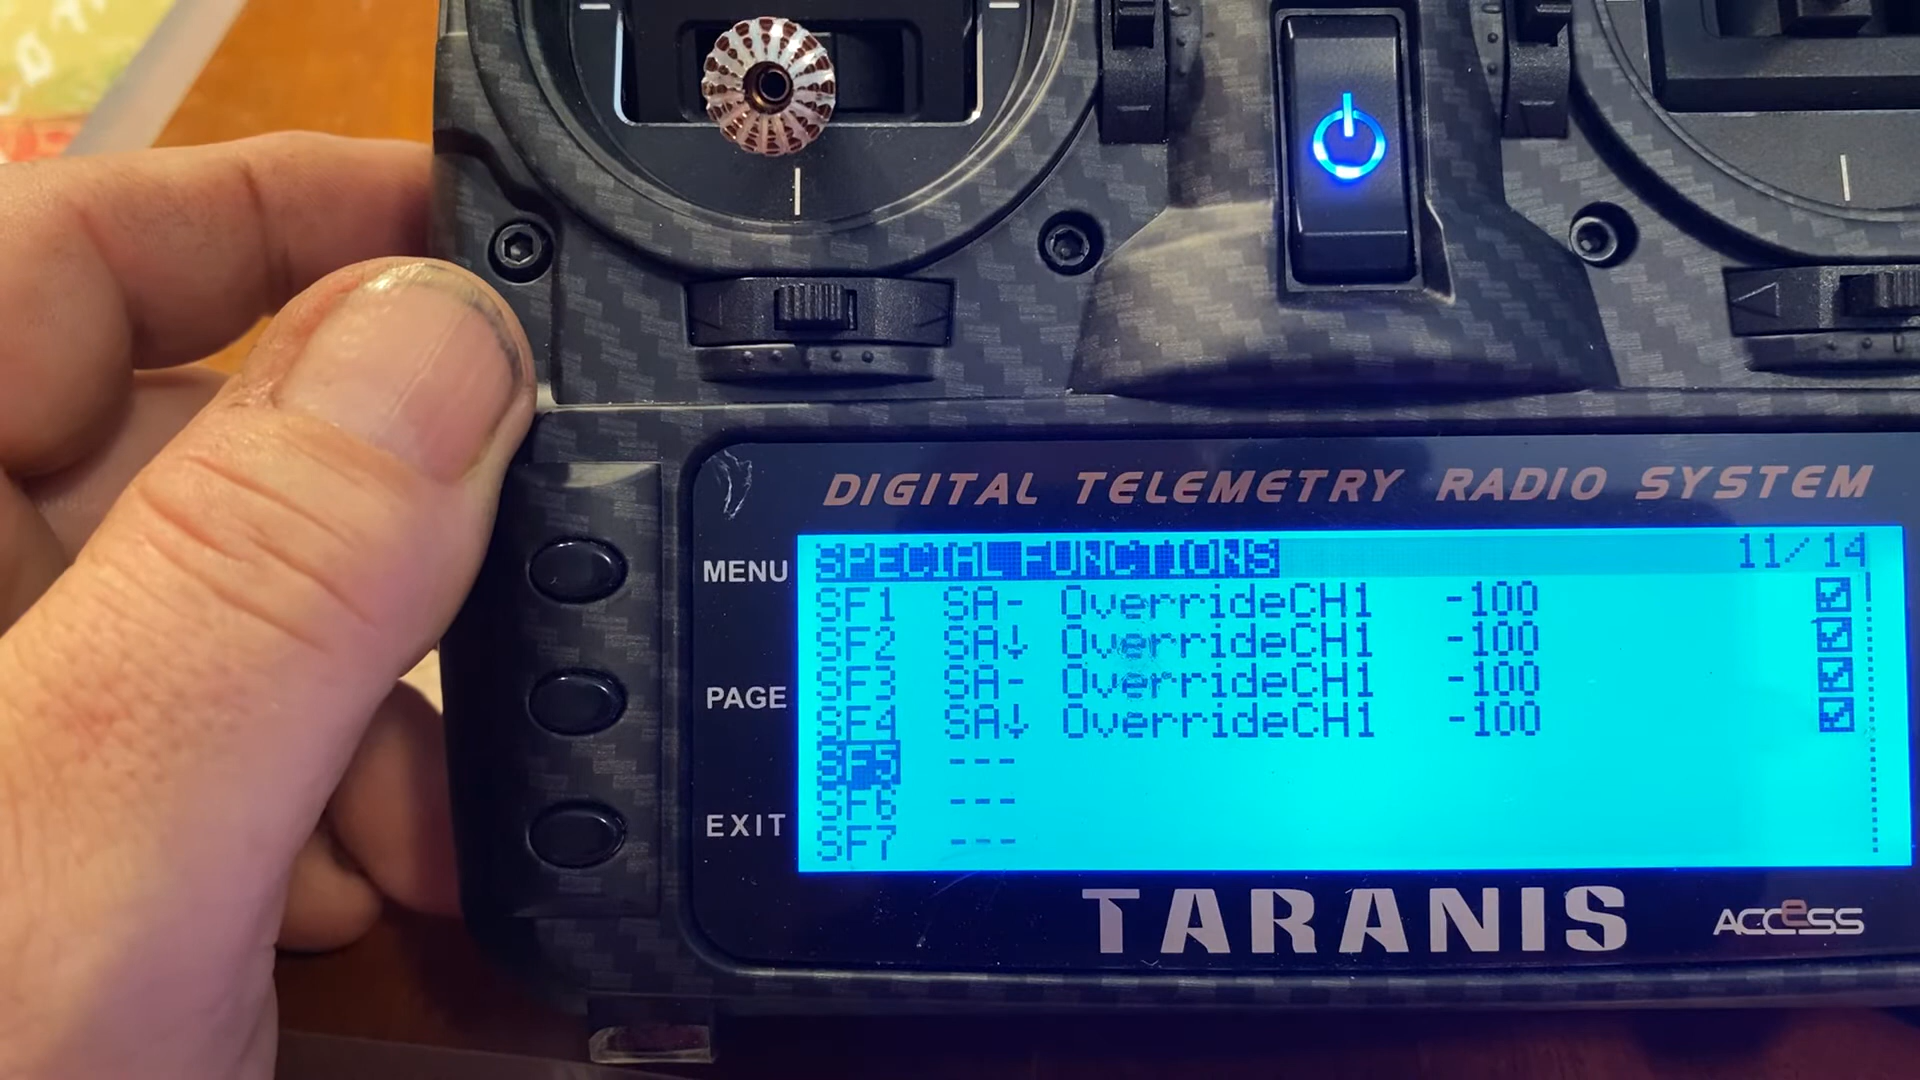 DIGITAL TELEMETRY RADIO SYSTEM
MENU
PAGE
EXIT
SPECIAL FUNCTIONS 11/14
SF1 SA- OverrideCH1 -100
SF2 SA↓ OverrideCH1 -100
SF3 SA- OverrideCH1 -100
SF4 SA↓ OverrideCH1 -100
SF5 ---
SF6 ---
SF7 ---
TARANIS
ACCeSS